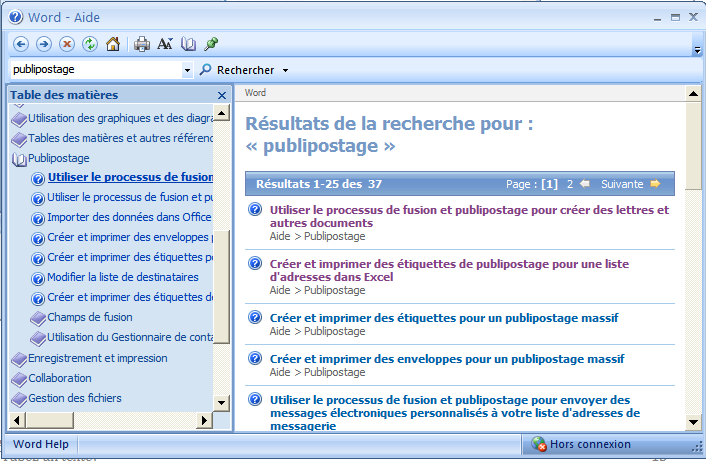 Word - Aide
publipostage
Rechercher
Table des matières
Utilisation des graphiques et des diagra
Tables des matières et autres référenc
Publipostage
Utiliser le processus de fusion
Utiliser le processus de fusion et pu
Importer des données dans Office
Créer et imprimer des enveloppes p
Créer et imprimer des étiquettes po
Modifier la liste de destinataires
Créer et imprimer des étiquettes de
Champs de fusion
Utilisation du Gestionnaire de conta
Enregistrement et impression
Collaboration
Gestion des fichiers
Word
Résultats de la recherche pour :
« publipostage »
Résultats 1-25 des 37 Page : [1] 2 Suivante
Utiliser le processus de fusion et publipostage pour créer des lettres et
autres documents
Aide > Publipostage
Créer et imprimer des étiquettes de publipostage pour une liste
d'adresses dans Excel
Aide > Publipostage
Créer et imprimer des étiquettes pour un publipostage massif
Aide > Publipostage
Créer et imprimer des enveloppes pour un publipostage massif
Aide > Publipostage
Utiliser le processus de fusion et publipostage pour envoyer des
messages électroniques personnalisés à votre liste d'adresses de
messagerie
Word Help
Hors connexion